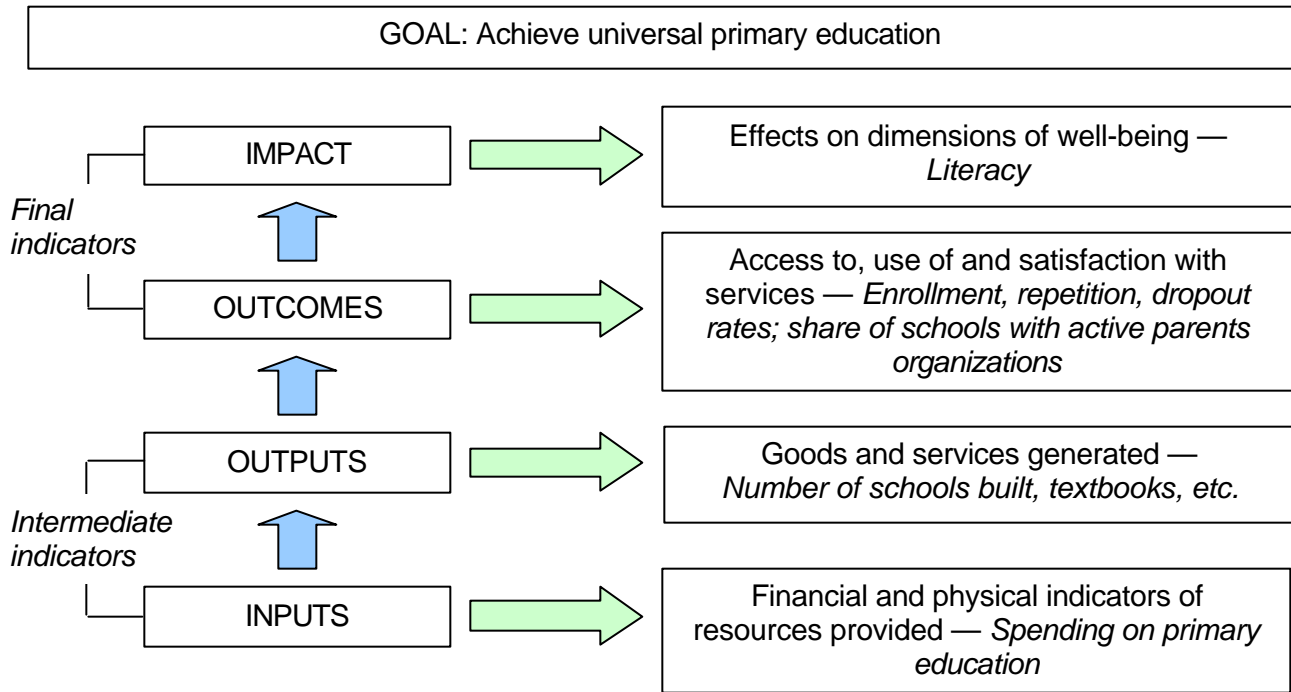 GOAL: Achieve universal primary education
IMPACT
Effects on dimensions of well-being —
Literacy
Final
indicators
OUTCOMES
Access to, use of and satisfaction with
services — Enrollment, repetition, dropout
rates; share of schools with active parents
organizations
OUTPUTS
Goods and services generated —
Number of schools built, textbooks, etc.
Intermediate
indicators
INPUTS
Financial and physical indicators of
resources provided — Spending on primary
education